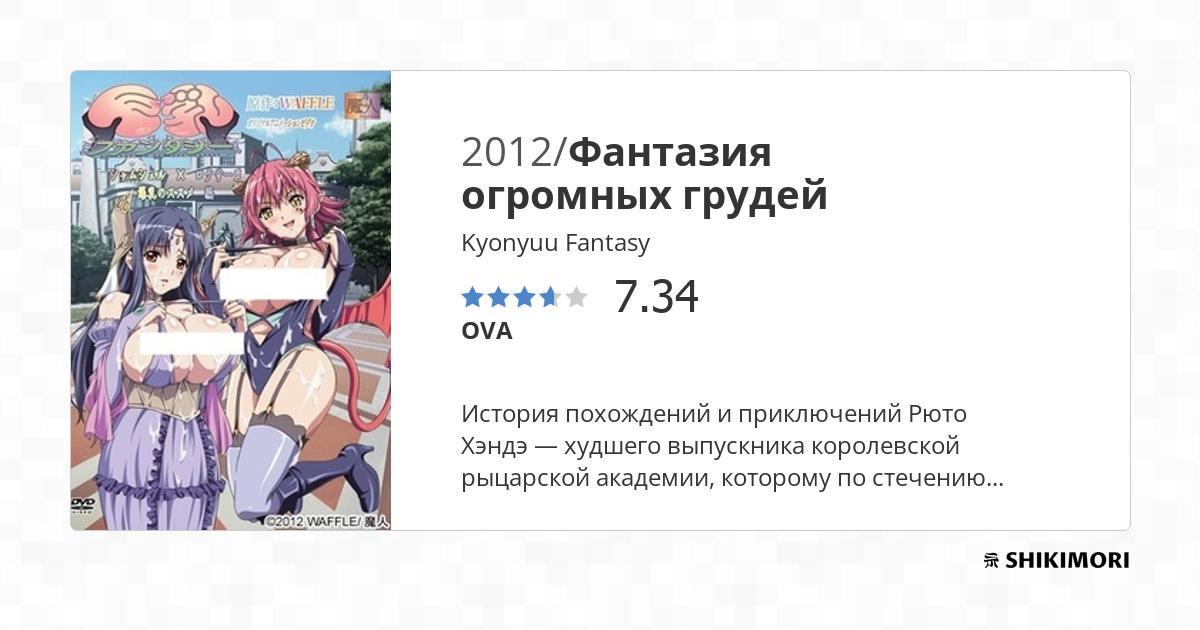 原作:WAFFLE
魔人
巨乳
ファンタジー
DVD
©2012 WAFFLE/ 魔人
2012/Фантазия
огромных грудей
Kyonyuu Fantasy
7.34
OVA
История похождений и приключений Рюто
Хэндэ — худшего выпускника королевской
рыцарской академии, которому по стечению...
SHIKIMORI